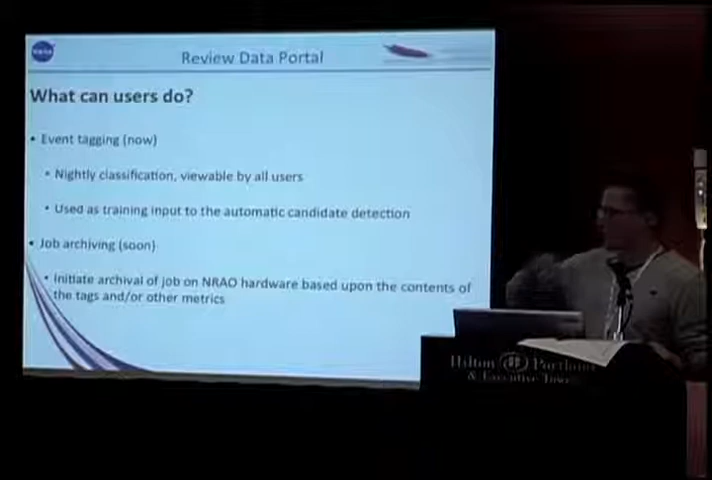 NASA
Review Data Portal
What can users do?
• Event tagging (now)
• Nightly classification, viewable by all users
• Used as training input to the automatic candidate detection
• Job archiving (soon)
• Initiate archival of job on NRAO hardware based upon the contents of
the tags and/or other metrics
Hilton Portland
& Executive